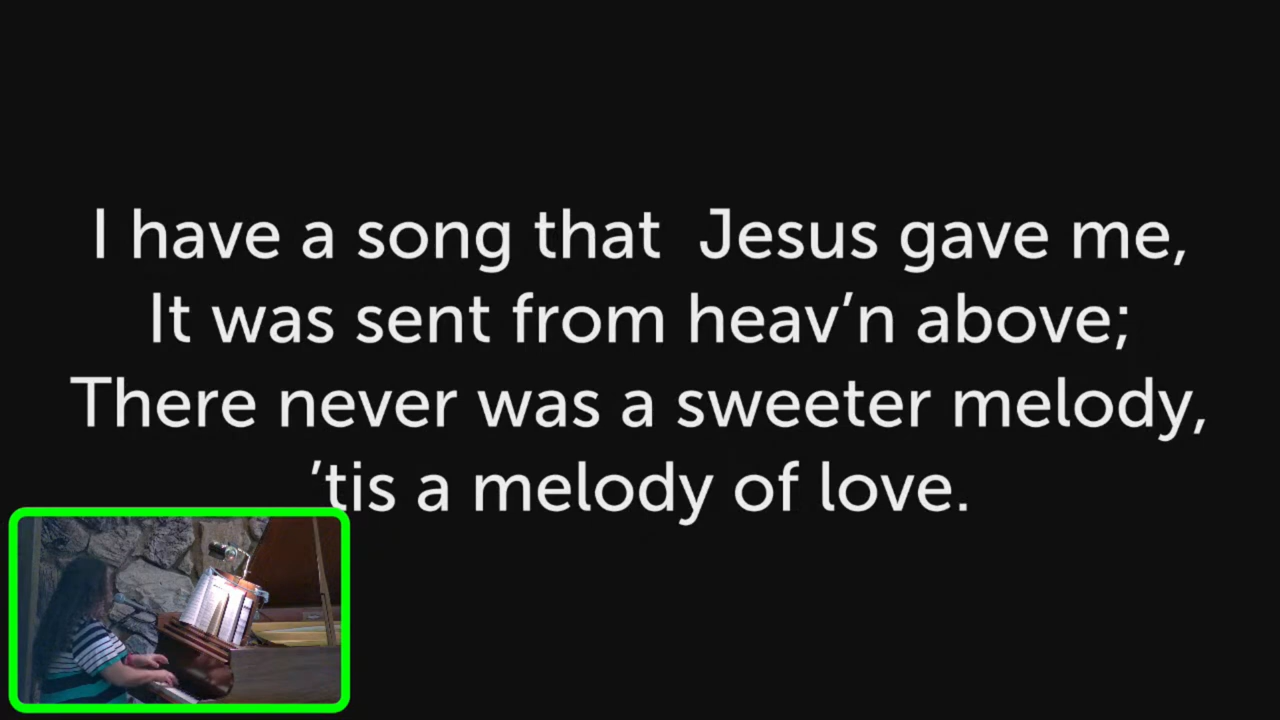 I have a song that  Jesus gave me,
It was sent from heav’n above;
There never was a sweeter melody,
’tis a melody of love.